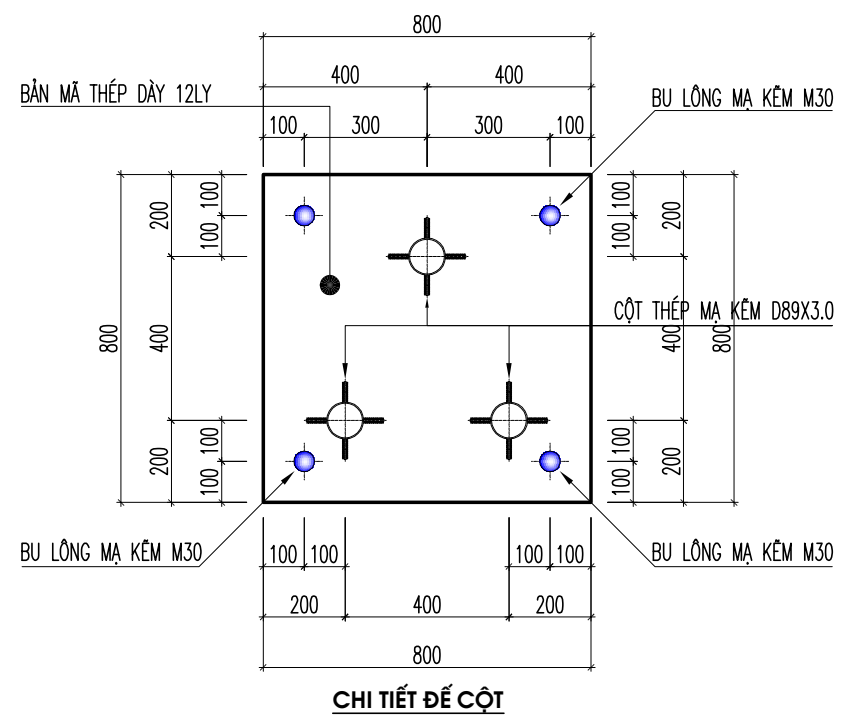 800
400 400
BẢN MÃ THÉP DÀY 12LY
BU LÔNG MẠ KẼM M30
100 300 300 100
200 100 100 200
100 100
CỘT THÉP MẠ KẼM D89X3.0
800 400 400 800
200 100 100 200
100 100
BU LÔNG MẠ KẼM M30
100 100 100 100
BU LÔNG MẠ KẼM M30
200 400 200
800
CHI TIẾT ĐẾ CỘT